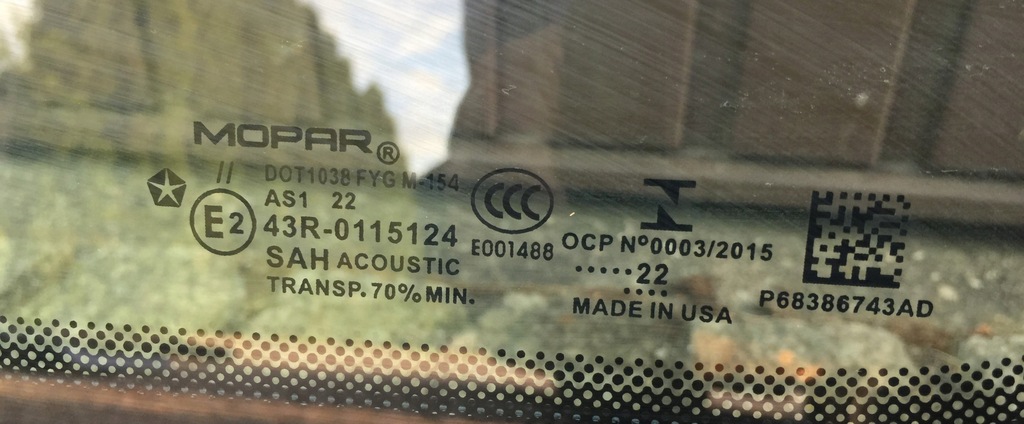 MOPAR®
// DOT1038 FYG M-154
AS1 22
E2 43R-0115124
SAH ACOUSTIC
TRANSP. 70% MIN.
CCC
E001488
OCP Nº0003/2015
.....22
....
MADE IN USA
P68386743AD